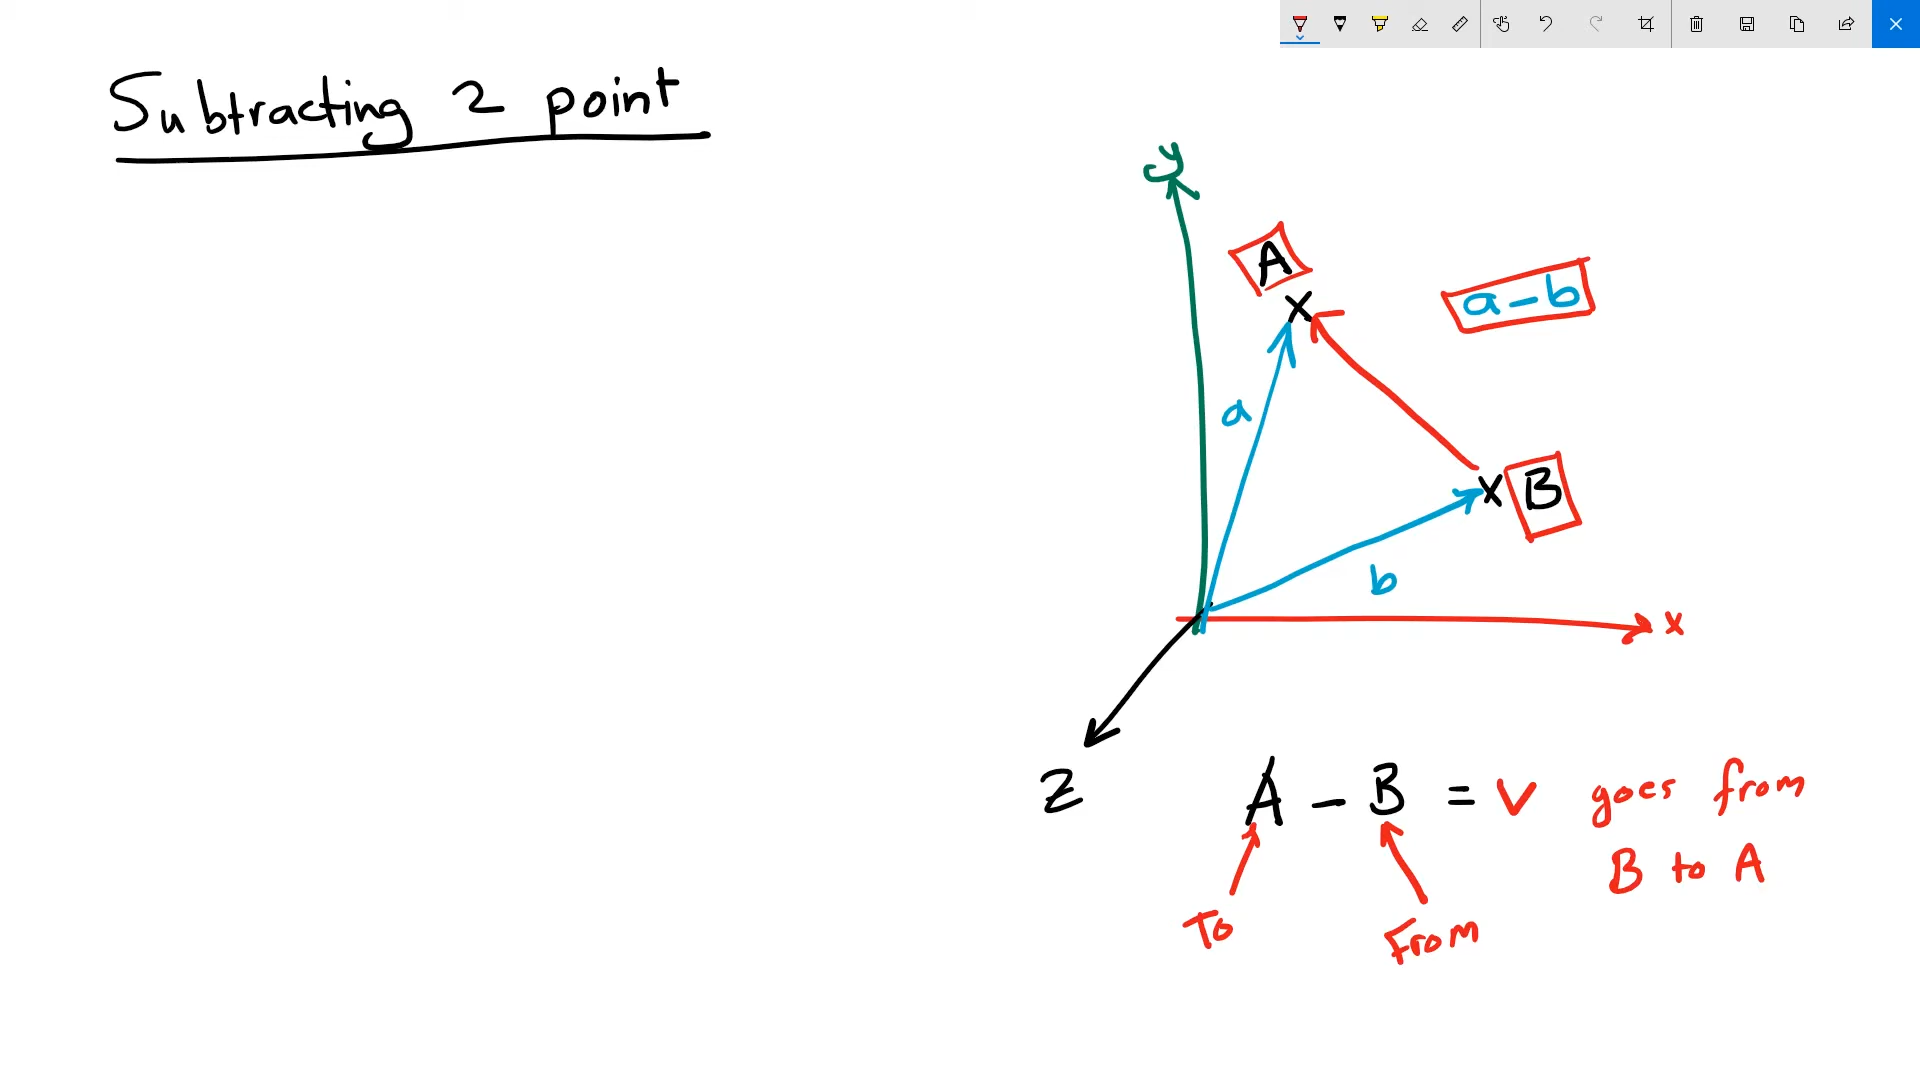 Subtracting 2 point
y
A
x
a - b
a
x B
b
x
z
A - B = v goes from
B to A
To
From